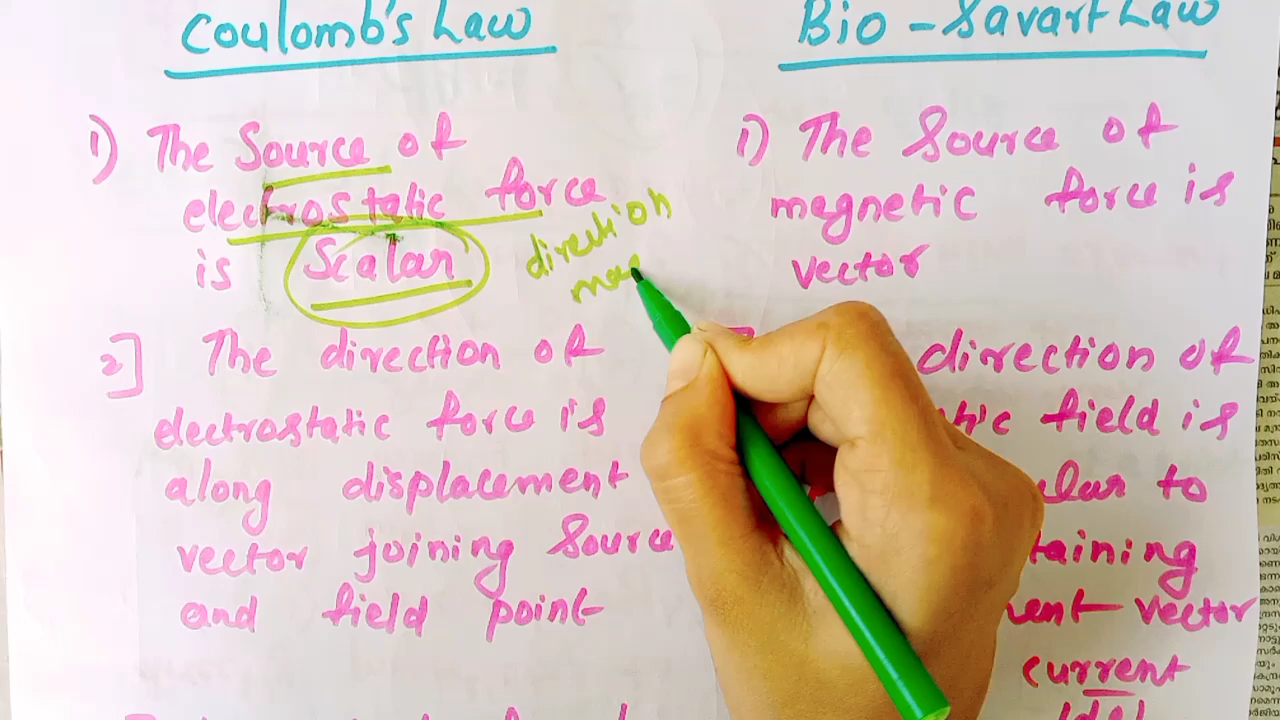 Coulomb's Law
1) The Source of
electrostatic force
is Scalar
direction
2] The direction of
electrostatic force is
along displacement
vector joining Source
and field point
Bio - Savart Law
1) The Source of
magnetic force is
vector
direction of
field is
to
vector
current